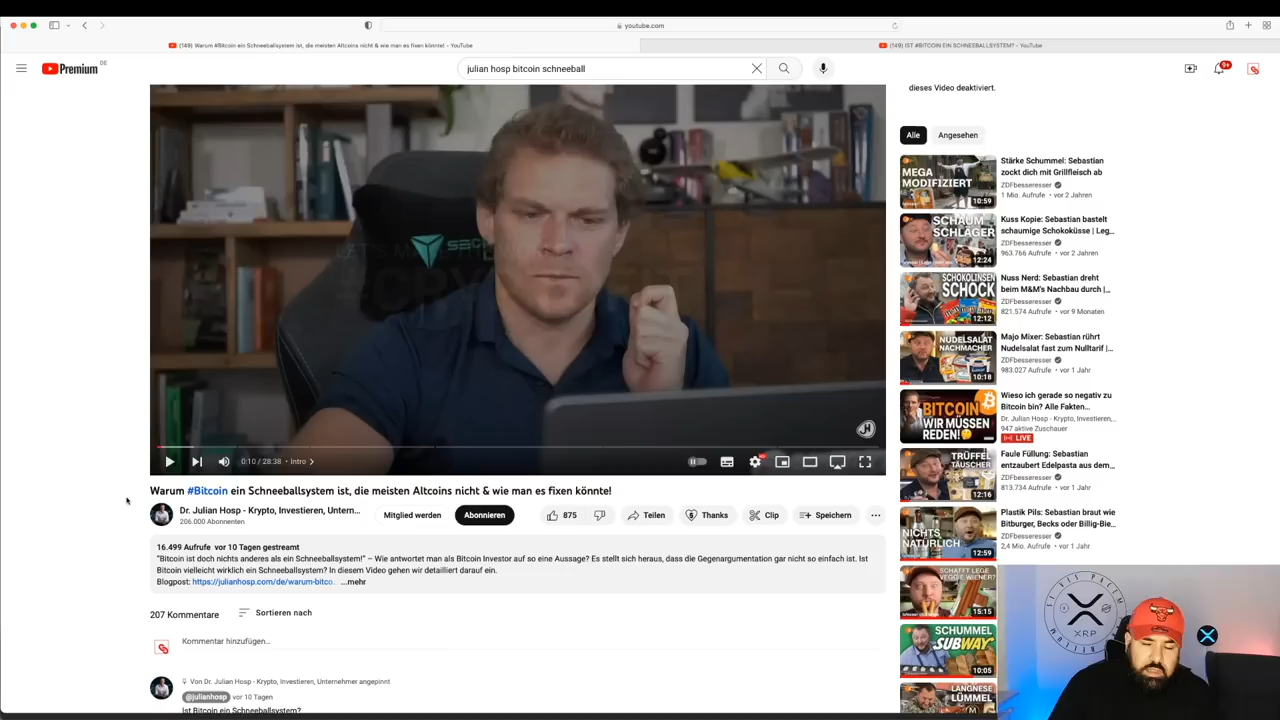 youtube.com
(149) Warum #Bitcoin ein Schneeballsystem ist, die meisten Altcoins nicht & wie man es fixen könnte! - YouTube
(149) IST #BITCOIN EIN SCHNEEBALLSYSTEM? - YouTube
Premium DE
julian hosp bitcoin schneeball
9+
dieses Video deaktiviert.
Alle
Angesehen
0:10 / 28:38 • Intro
Warum #Bitcoin ein Schneeballsystem ist, die meisten Altcoins nicht & wie man es fixen könnte!
Dr. Julian Hosp - Krypto, Investieren, Untern...
206.000 Abonnenten
Mitglied werden
Abonnieren
875
Teilen
Thanks
Clip
Speichern
16.499 Aufrufe vor 10 Tagen gestreamt
"Bitcoin ist doch nichts anderes als ein Schneeballsystem!" – Wie antwortet man als Bitcoin Investor auf so eine Aussage? Es stellt sich heraus, dass die Gegenargumentation gar nicht so einfach ist. Ist
Bitcoin vielleicht wirklich ein Schneeballsystem? In diesem Video gehen wir detailliert darauf ein.
Blogpost: https://julianhosp.com/de/warum-bitco... ...mehr
207 Kommentare
Sortieren nach
Kommentar hinzufügen...
Von Dr. Julian Hosp - Krypto, Investieren, Unternehmer angepinnt
@julianhosp vor 10 Tagen
Ist Bitcoin ein Schneeballsystem?
MEGA
MODIFIZIERT
10:59
Stärke Schummel: Sebastian
zockt dich mit Grillfleisch ab
ZDFbesseresser
1 Mio. Aufrufe • vor 2 Jahren
SCHAUM
SCHLÄGER
12:24
Kuss Kopie: Sebastian bastelt
schaumige Schokoküsse | Leg...
ZDFbesseresser
963.766 Aufrufe • vor 2 Jahren
SCHOKOLINSEN
SCHOCK
12:12
Nuss Nerd: Sebastian dreht
beim M&M's Nachbau durch |...
ZDFbesseresser
821.574 Aufrufe • vor 9 Monaten
NUDELSALAT
NACHMACHER
10:18
Majo Mixer: Sebastian rührt
Nudelsalat fast zum Nulltarif |...
ZDFbesseresser
983.027 Aufrufe • vor 1 Jahr
BITCOIN
WIR MÜSSEN
REDEN!
Wieso ich gerade so negativ zu
Bitcoin bin? Alle Fakten...
Dr. Julian Hosp - Krypto, Investieren,...
947 aktive Zuschauer
LIVE
TRÜFFEL
TÄUSCHER
12:16
Faule Füllung: Sebastian
entzaubert Edelpasta aus dem...
ZDFbesseresser
813.734 Aufrufe • vor 1 Jahr
NICHTS
NATÜRLICH
12:59
Plastik Pils: Sebastian braut wie
Bitburger, Becks oder Billig-Bie...
ZDFbesseresser
2,4 Mio. Aufrufe • vor 1 Jahr
SCHAFFT LEGE
VEGGIE WIENER?
15:15
SCHUMMEL
SUBWAY
10:05
LANGNESE
LÜMMEL
SI VIS PACEM
XRP